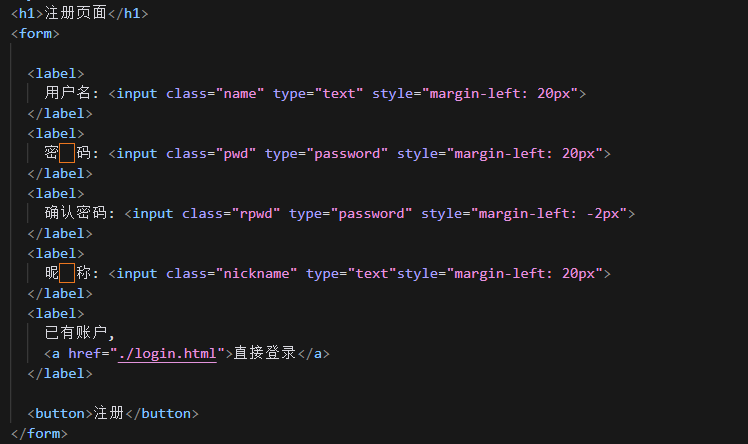 <h1>注册页面</h1>
<form>
<label>
用户名: <input class="name" type="text" style="margin-left: 20px">
</label>
<label>
密　码: <input class="pwd" type="password" style="margin-left: 20px">
</label>
<label>
确认密码: <input class="rpwd" type="password" style="margin-left: -2px">
</label>
<label>
昵　称: <input class="nickname" type="text"style="margin-left: 20px">
</label>
<label>
已有账户,
<a href="./login.html">直接登录</a>
</label>
<button>注册</button>
</form>